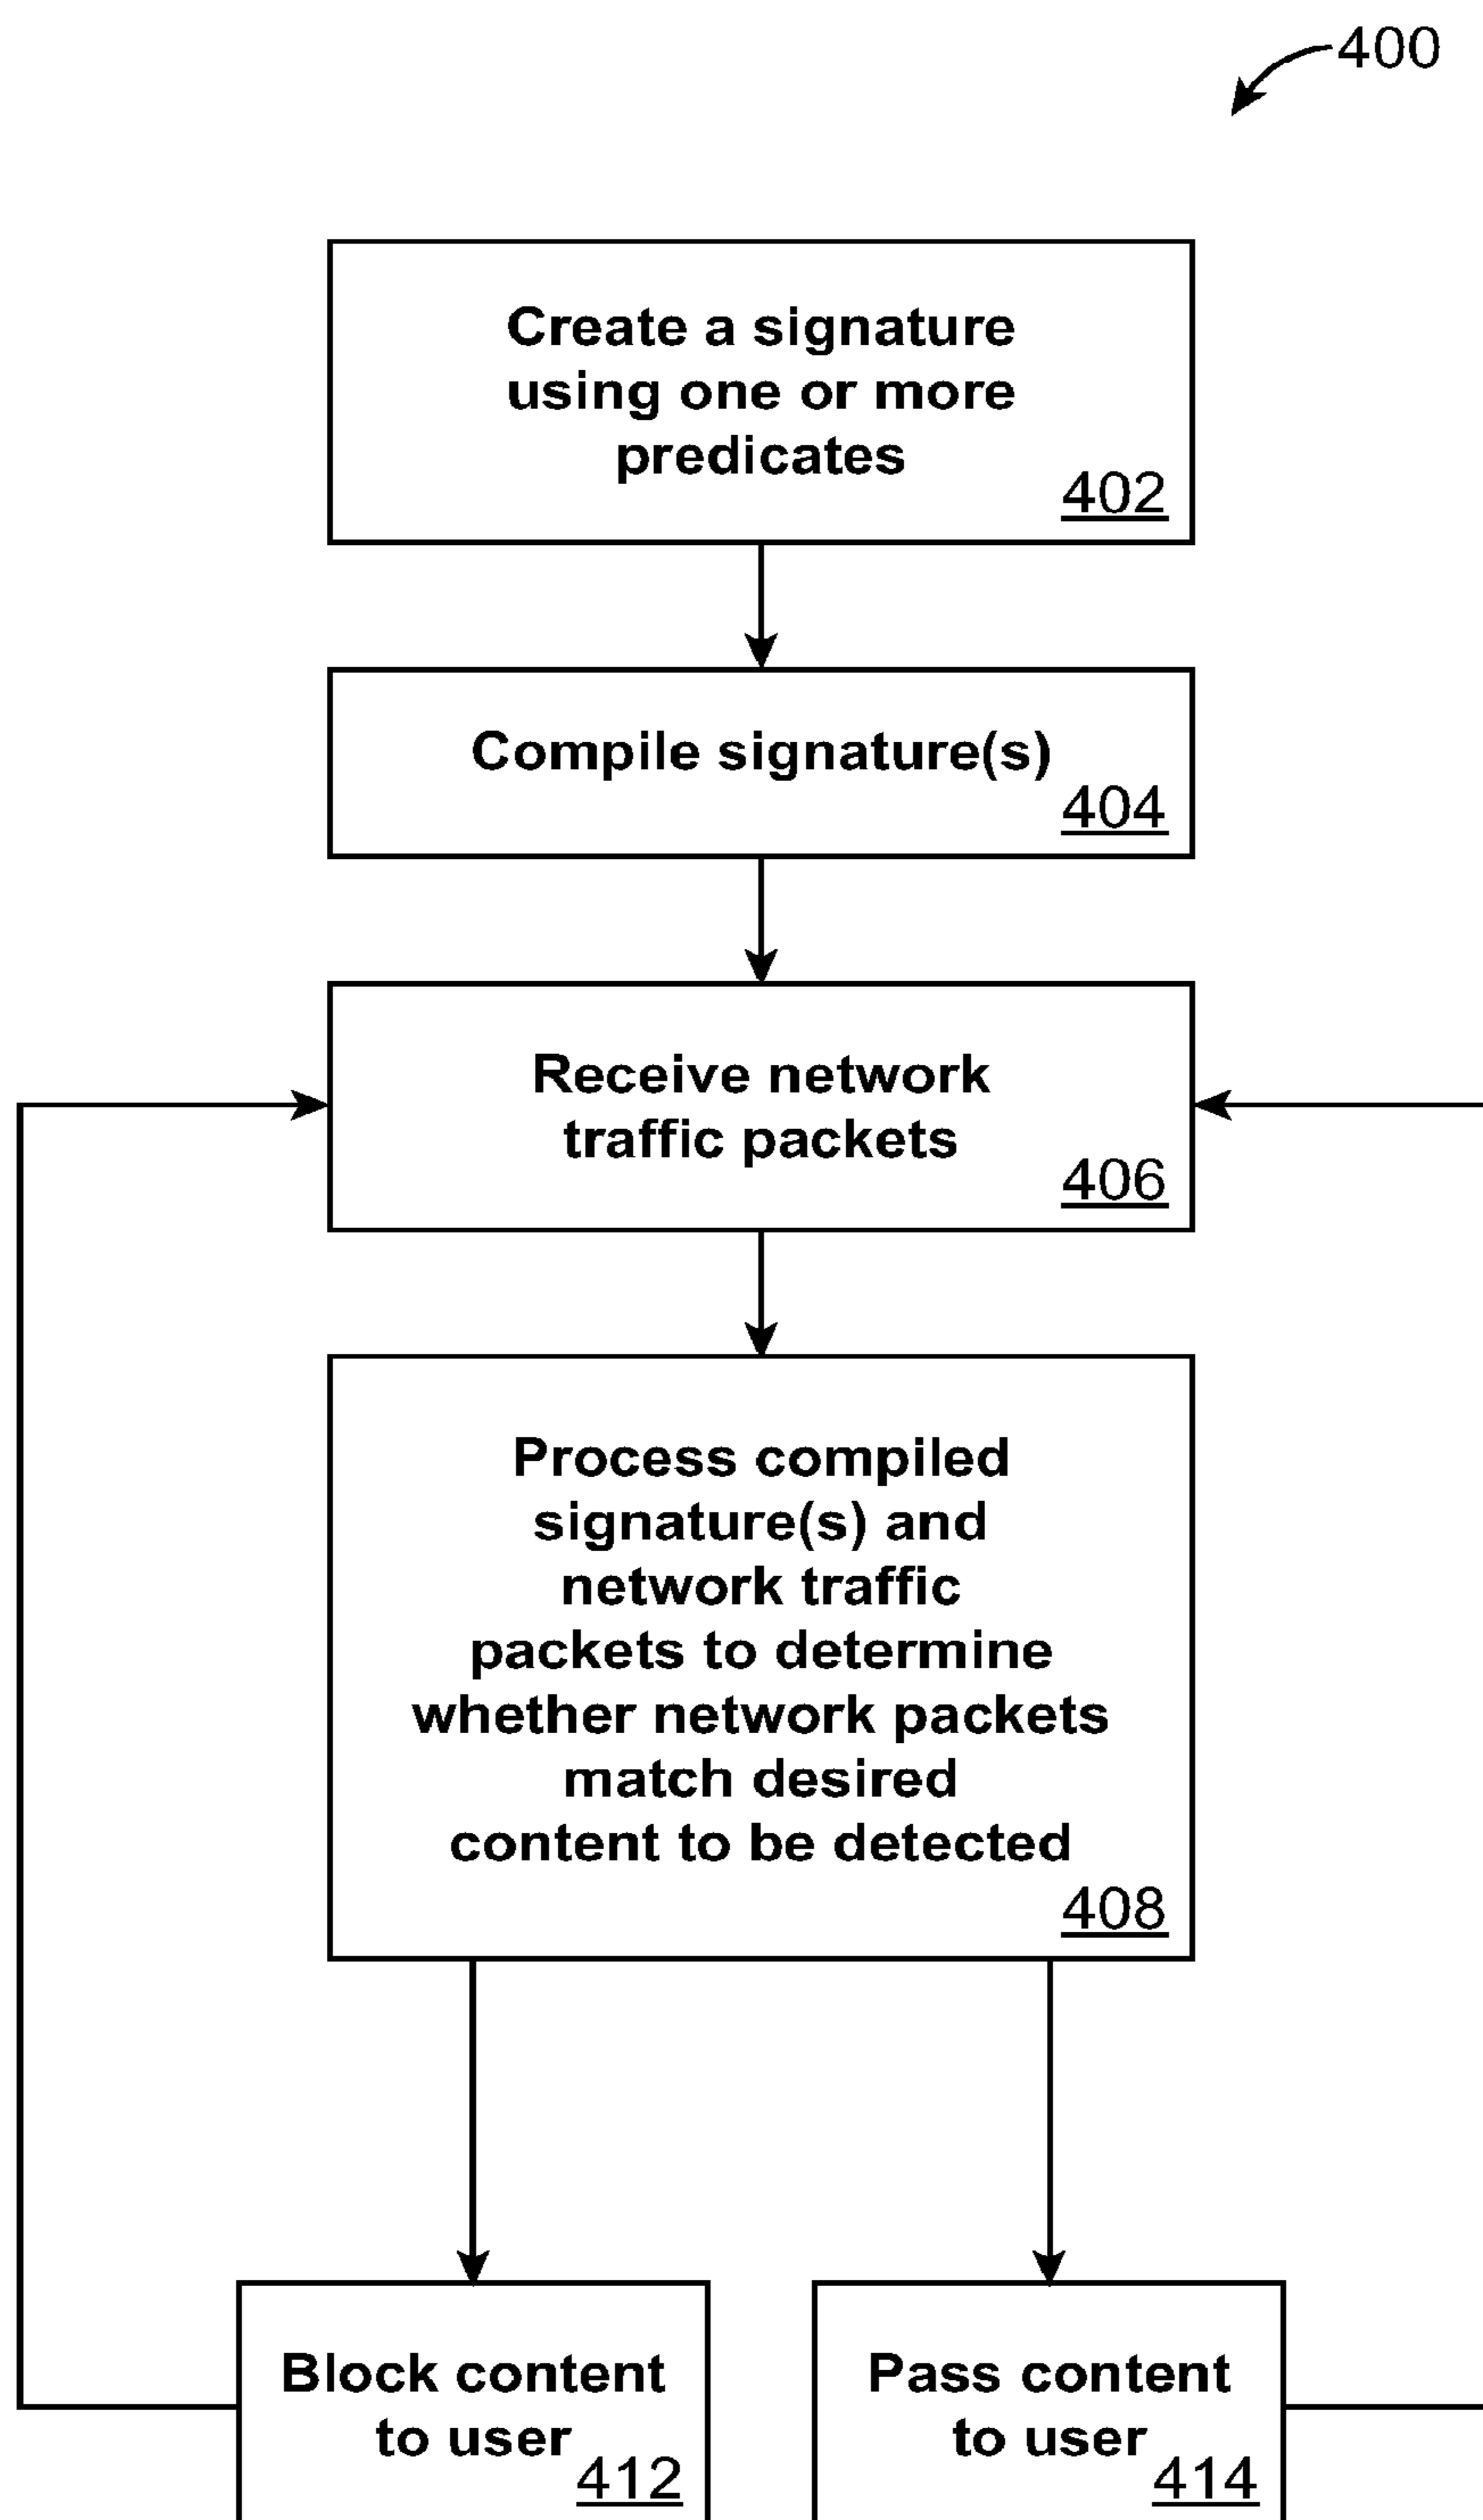 400
Create a signature
using one or more
predicates
402
Compile signature(s)
404
Receive network
traffic packets
406
Process compiled
signature(s) and
network traffic
packets to determine
whether network packets
match desired
content to be detected
408
Block content
to user
412
Pass content
to user
414